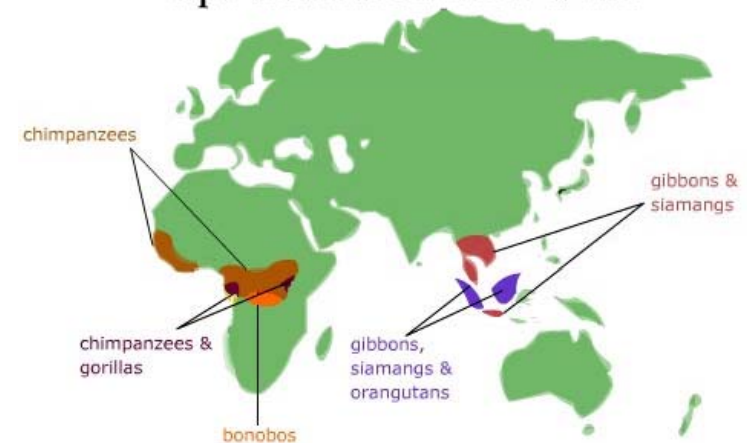 chimpanzees
gibbons &
siamangs
chimpanzees &
gorillas
gibbons,
siamangs &
orangutans
bonobos